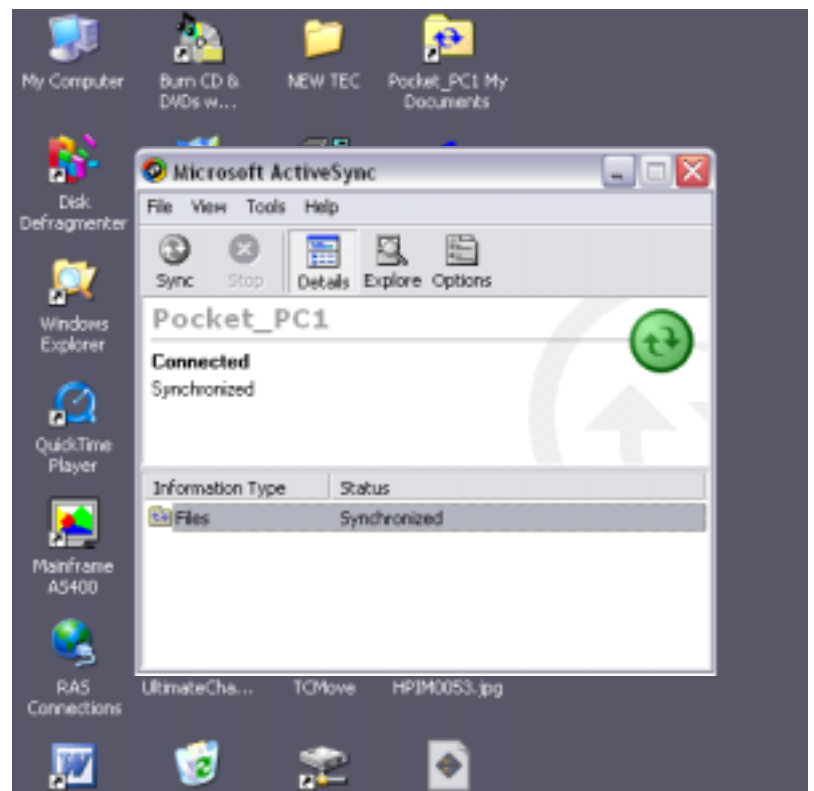 My Computer
Burn CD &
DVDs w...
NEW TEC
Pocket_PC1 My
Documents
Disk
Defragmenter
Microsoft ActiveSync
File View Tools Help
Sync Stop Details Explore Options
Windows
Explorer
Pocket_PC1
Connected
Synchronized
QuickTime
Player
Information Type Status
Files Synchronized
Mainframe
AS400
RAS
Connections
UltimateCha...
TCMove
HPIM0053.jpg